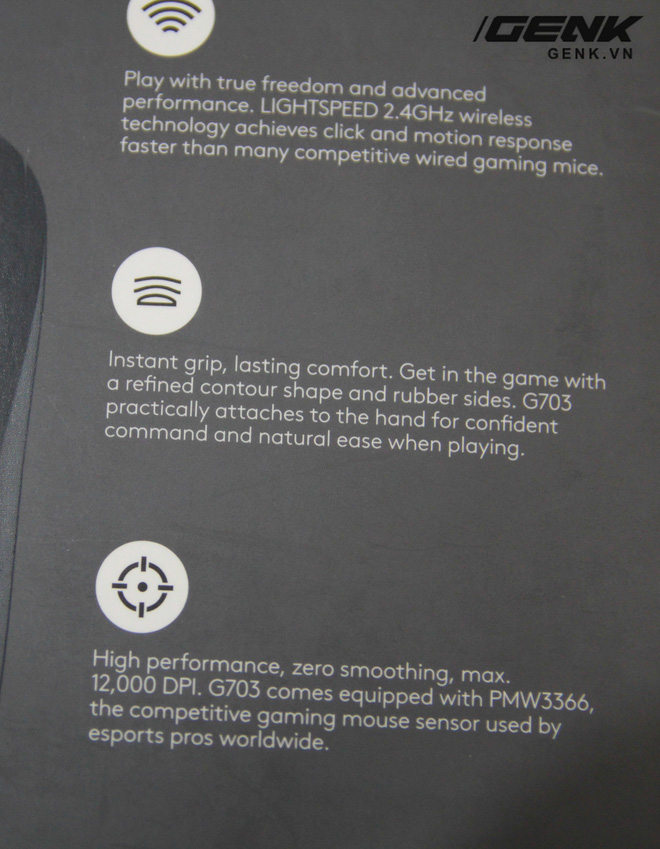 GENK
GENK.VN
Play with true freedom and advanced
performance. LIGHTSPEED 2.4GHz wireless
technology achieves click and motion response
faster than many competitive wired gaming mice.
Instant grip, lasting comfort. Get in the game with
a refined contour shape and rubber sides. G703
practically attaches to the hand for confident
command and natural ease when playing.
High performance, zero smoothing, max.
12,000 DPI. G703 comes equipped with PMW3366,
the competitive gaming mouse sensor used by
esports pros worldwide.